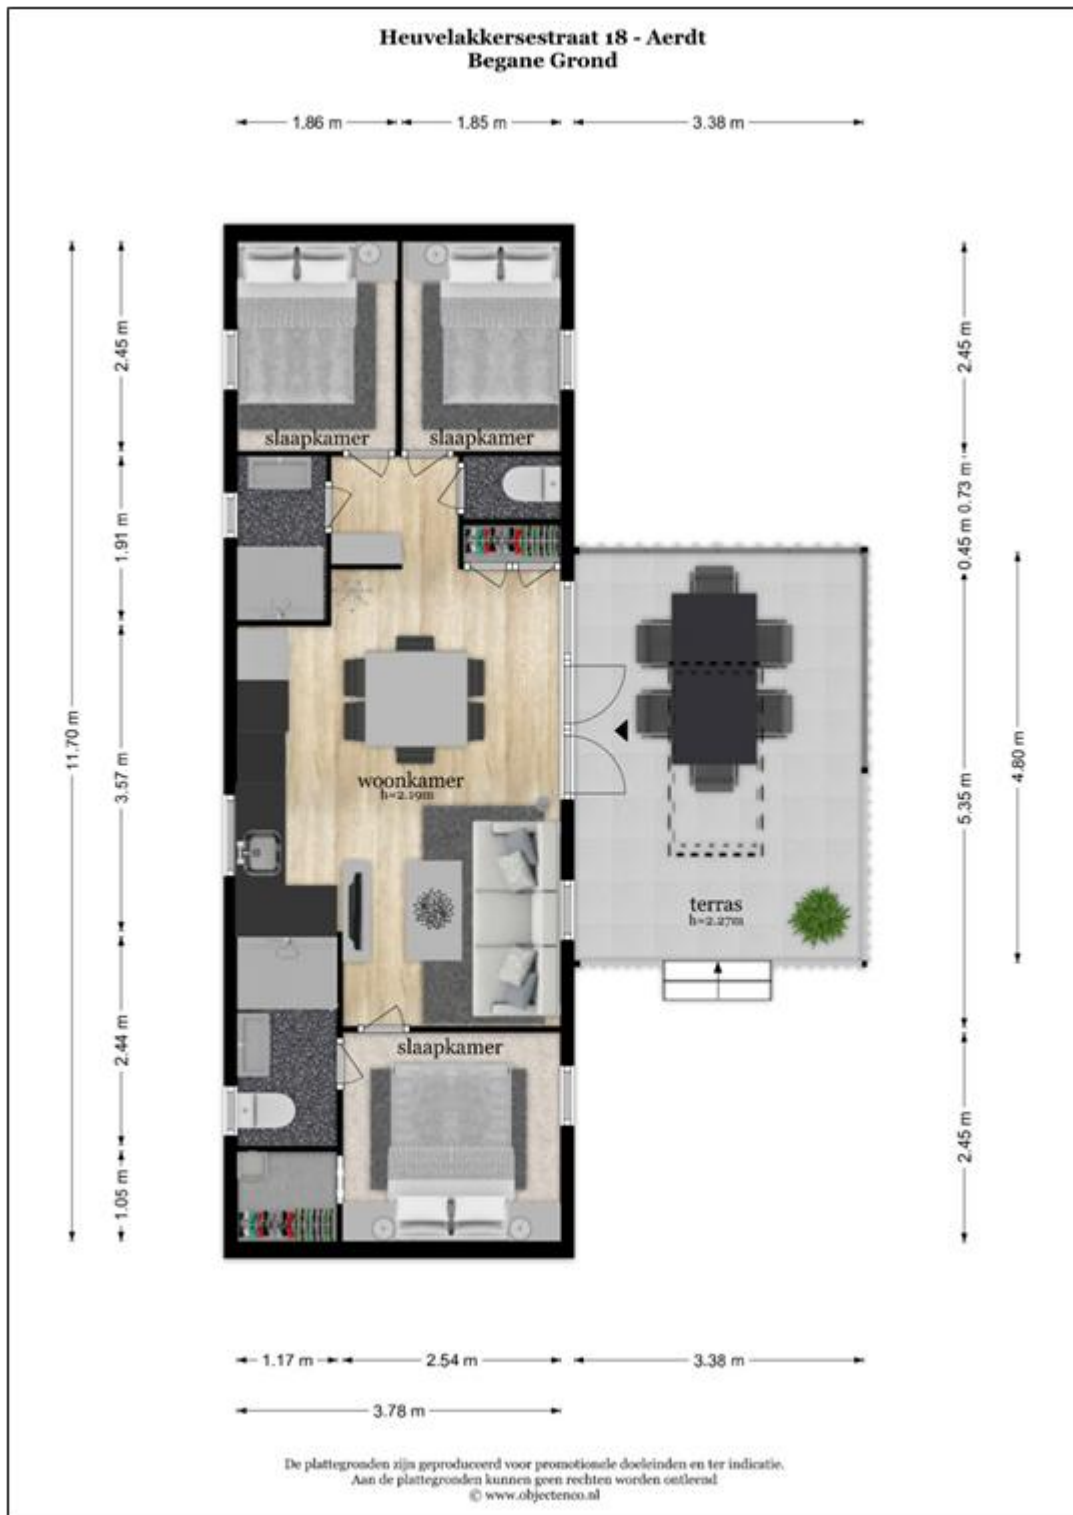 Heuvelakkersestraat 18 - Aerdt
Begane Grond
1.86 m
1.85 m
3.38 m
11.70 m
2.45 m
1.91 m
3.57 m
2.44 m
1.05 m
slaapkamer
slaapkamer
woonkamer
h=2.19m
terras
h=2.27m
slaapkamer
2.45 m
0.73 m
0.45 m
5.35 m
2.45 m
4.80 m
1.17 m
2.54 m
3.38 m
3.78 m
De plattegronden zijn geproduceerd voor promotionele doeleinden en ter indicatie.
Aan de plattegronden kunnen geen rechten worden ontleend
© www.objectenco.nl